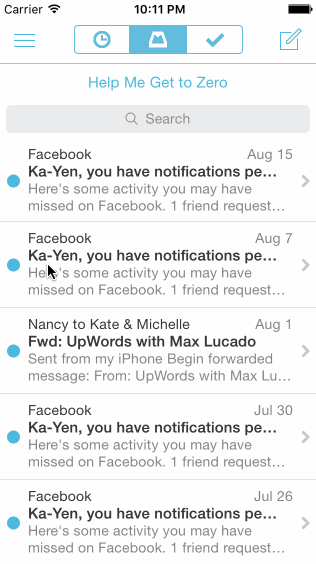 Carrier 10:11 PM
Help Me Get to Zero
Search
Facebook Aug 15
Ka-Yen, you have notifications pe...
Here's some activity you may have
missed on Facebook. 1 friend request...
Facebook Aug 7
Ka-Yen, you have notifications pe...
Here's some activity you may have
missed on Facebook. 1 friend request...
Nancy to Kate & Michelle Aug 1
Fwd: UpWords with Max Lucado
Sent from my iPhone Begin forwarded
message: From: UpWords with Max Lu...
Facebook Jul 30
Ka-Yen, you have notifications pe...
Here's some activity you may have
missed on Facebook. 1 friend request...
Facebook Jul 26
Ka-Yen, you have notifications pe...
Here's some activity you may have
missed on Facebook. 1 friend request...